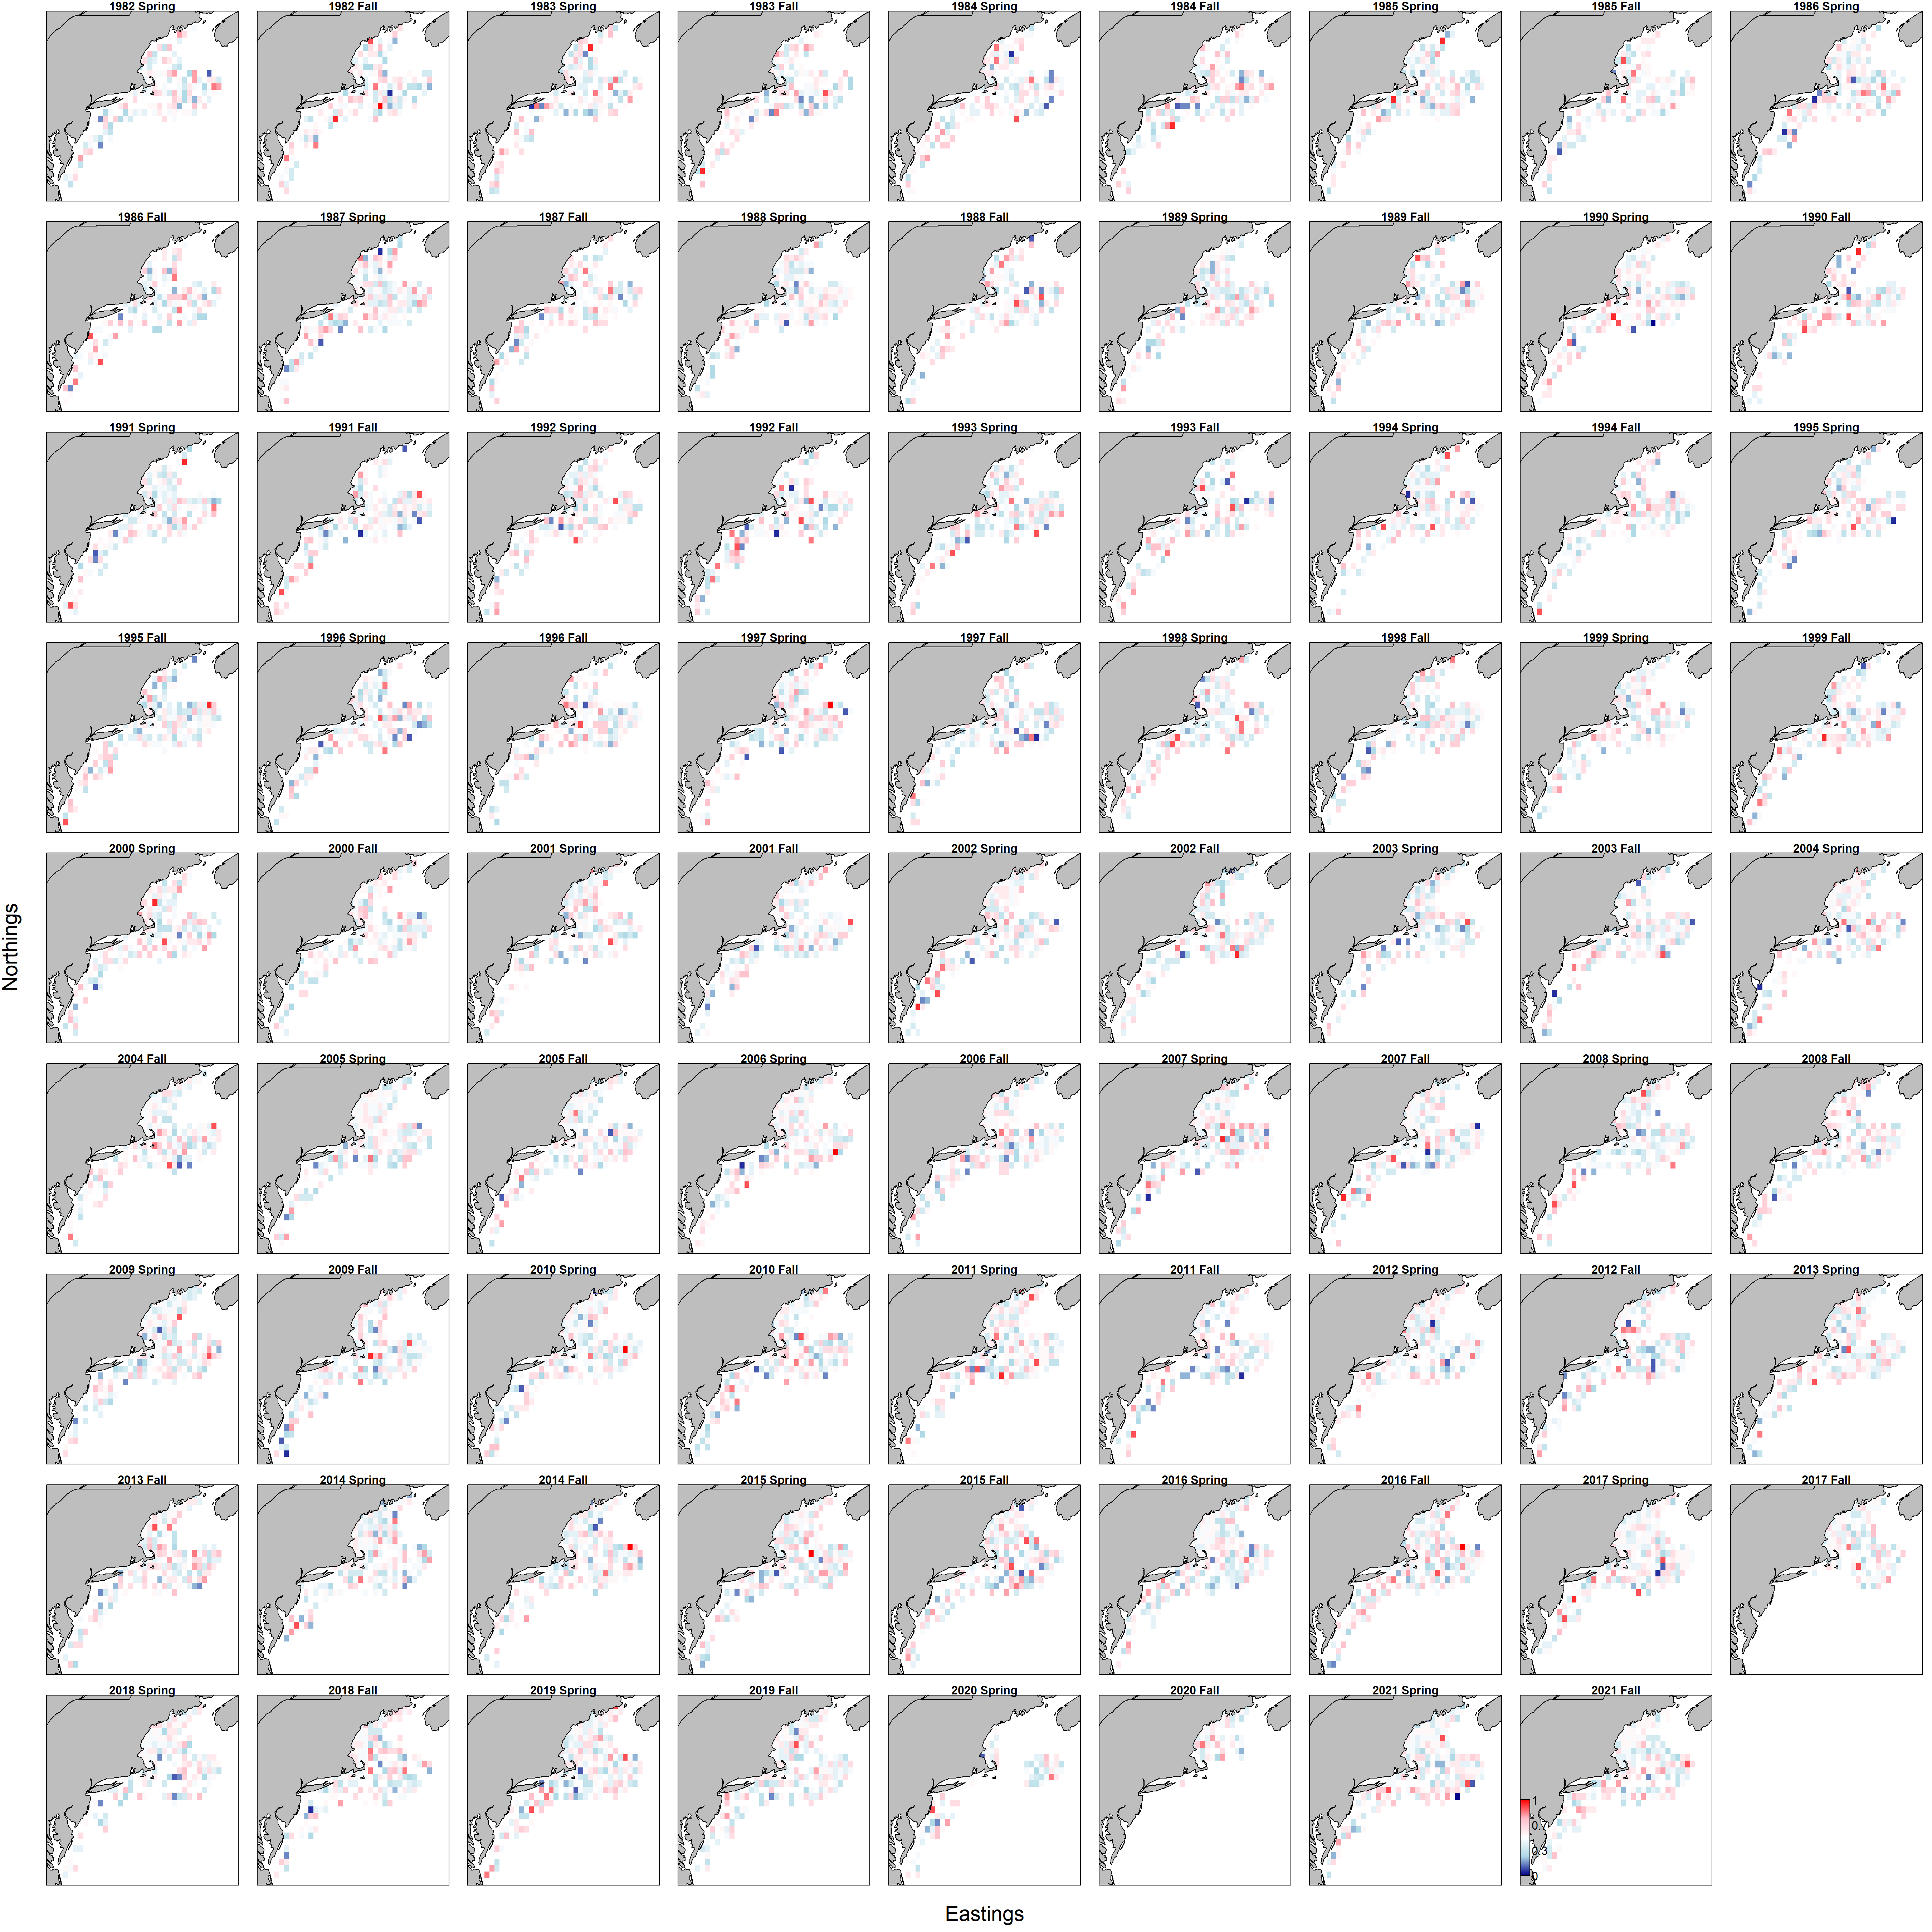 1982 Spring 1982 Fall 1983 Spring 1983 Fall 1984 Spring 1984 Fall 1985 Spring 1985 Fall 1986 Spring
1986 Fall 1987 Spring 1987 Fall 1988 Spring 1988 Fall 1989 Spring 1989 Fall 1990 Spring 1990 Fall
1991 Spring 1991 Fall 1992 Spring 1992 Fall 1993 Spring 1993 Fall 1994 Spring 1994 Fall 1995 Spring
1995 Fall 1996 Spring 1996 Fall 1997 Spring 1997 Fall 1998 Spring 1998 Fall 1999 Spring 1999 Fall
2000 Spring 2000 Fall 2001 Spring 2001 Fall 2002 Spring 2002 Fall 2003 Spring 2003 Fall 2004 Spring
Northings
2004 Fall 2005 Spring 2005 Fall 2006 Spring 2006 Fall 2007 Spring 2007 Fall 2008 Spring 2008 Fall
2009 Spring 2009 Fall 2010 Spring 2010 Fall 2011 Spring 2011 Fall 2012 Spring 2012 Fall 2013 Spring
2013 Fall 2014 Spring 2014 Fall 2015 Spring 2015 Fall 2016 Spring 2016 Fall 2017 Spring 2017 Fall
2018 Spring 2018 Fall 2019 Spring 2019 Fall 2020 Spring 2020 Fall 2021 Spring 2021 Fall
1
0.7
0.3
0
Eastings